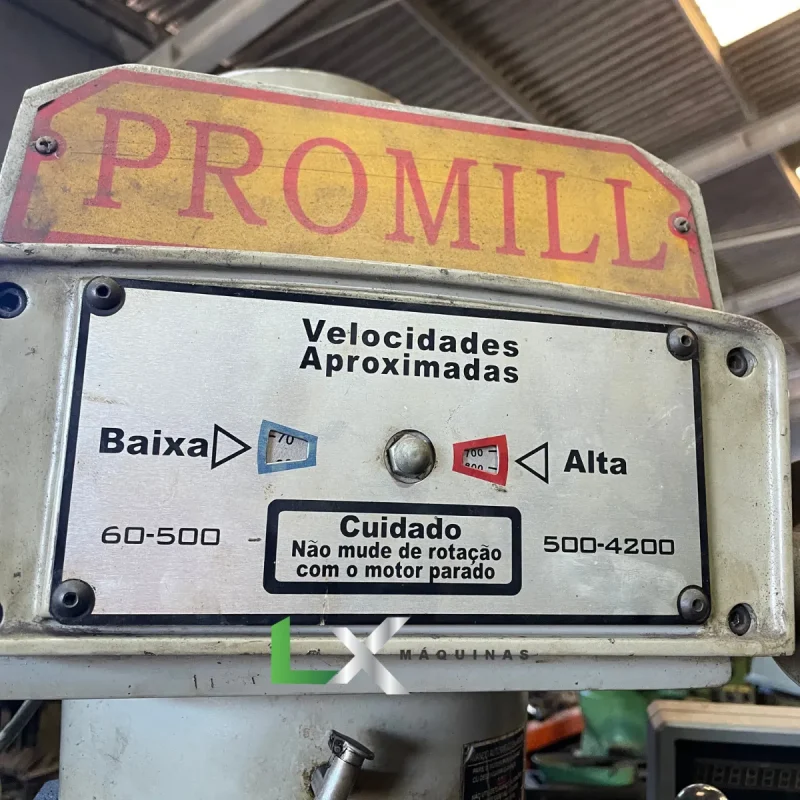 PROMILL
Velocidades
Aproximadas
Baixa
70
700
800
Alta
60-500
500-4200
Cuidado
Não mude de rotação
com o motor parado
LX
MÁQUINAS